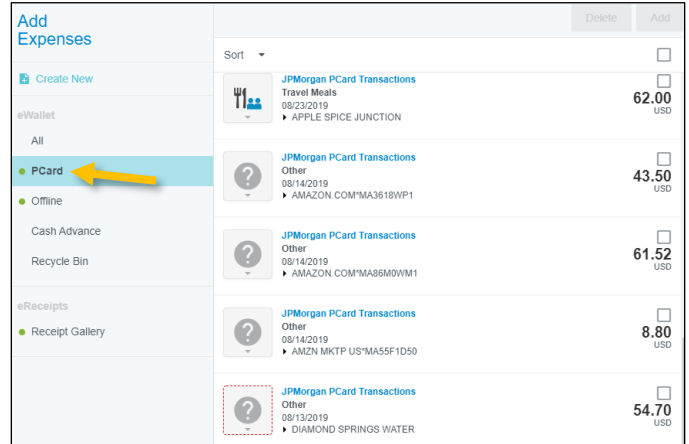 Add
Expenses
Create New
eWallet
All
PCard
Offline
Cash Advance
Recycle Bin
eReceipts
Receipt Gallery
Delete Add
Sort
JPMorgan PCard Transactions
Travel Meals
08/23/2019
APPLE SPICE JUNCTION
62.00
USD
JPMorgan PCard Transactions
Other
08/14/2019
AMAZON.COM*MA3618WP1
43.50
USD
JPMorgan PCard Transactions
Other
08/14/2019
AMAZON.COM*MA86M0WM1
61.52
USD
JPMorgan PCard Transactions
Other
08/14/2019
AMZN MKTP US*MA55F1D50
8.80
USD
JPMorgan PCard Transactions
Other
08/13/2019
DIAMOND SPRINGS WATER
54.70
USD